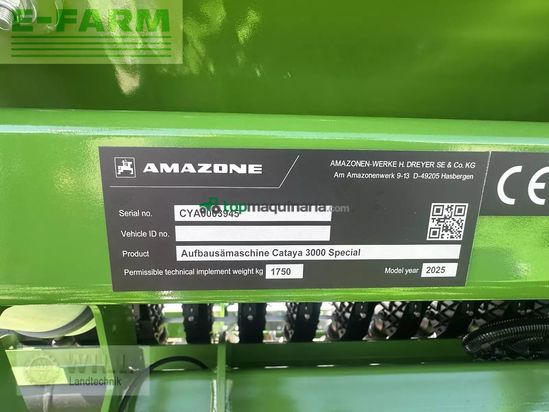 E-FARM
AMAZONE
AMAZONEN-WERKE H. DREYER SE & Co. KG
Am Amazonenwerk 9-13 D-49205 Hasbergen
CE
Serial no. CYA0003945
topmaquinaria.com
Vehicle ID no.
Product Aufbausämaschine Cataya 3000 Special
Permissible technical implement weight kg 1750 Model year 2025
WILL
Landtechnik